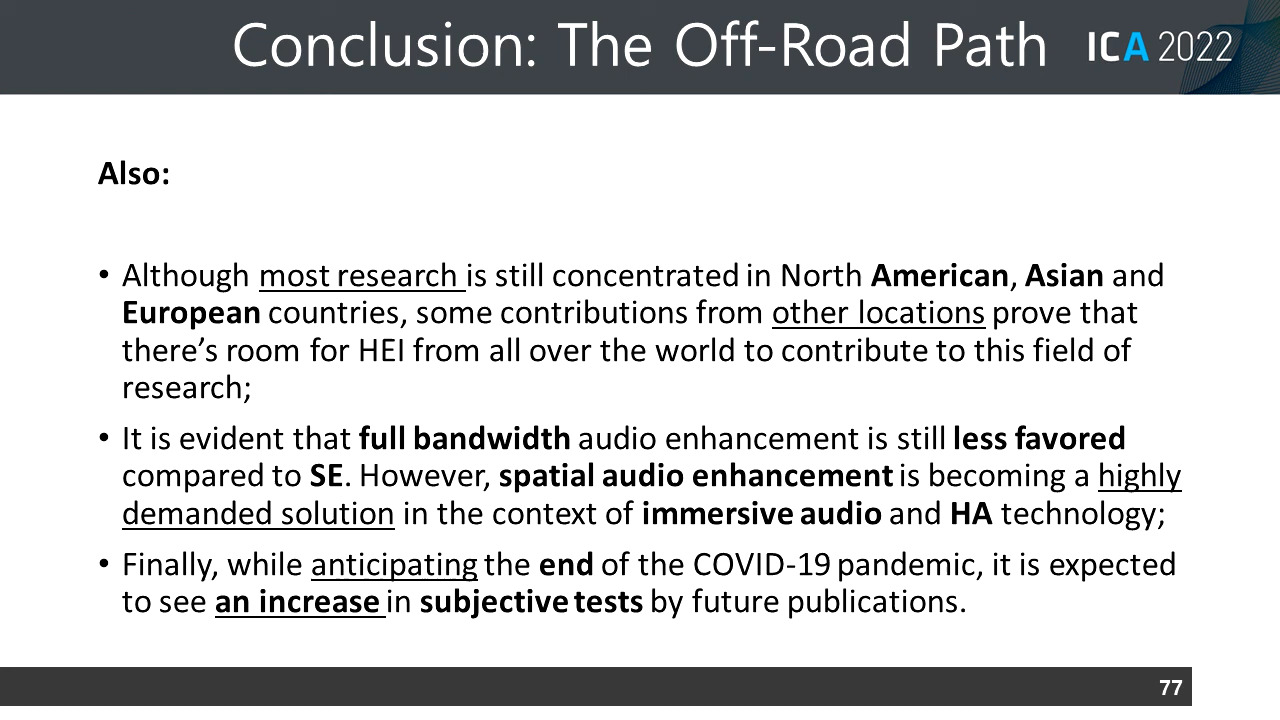 Conclusion: The Off-Road Path
ICA 2022
Also:
• Although most research is still concentrated in North American, Asian and
European countries, some contributions from other locations prove that
there’s room for HEI from all over the world to contribute to this field of
research;
• It is evident that full bandwidth audio enhancement is still less favored
compared to SE. However, spatial audio enhancement is becoming a highly
demanded solution in the context of immersive audio and HA technology;
• Finally, while anticipating the end of the COVID-19 pandemic, it is expected
to see an increase in subjective tests by future publications.
77